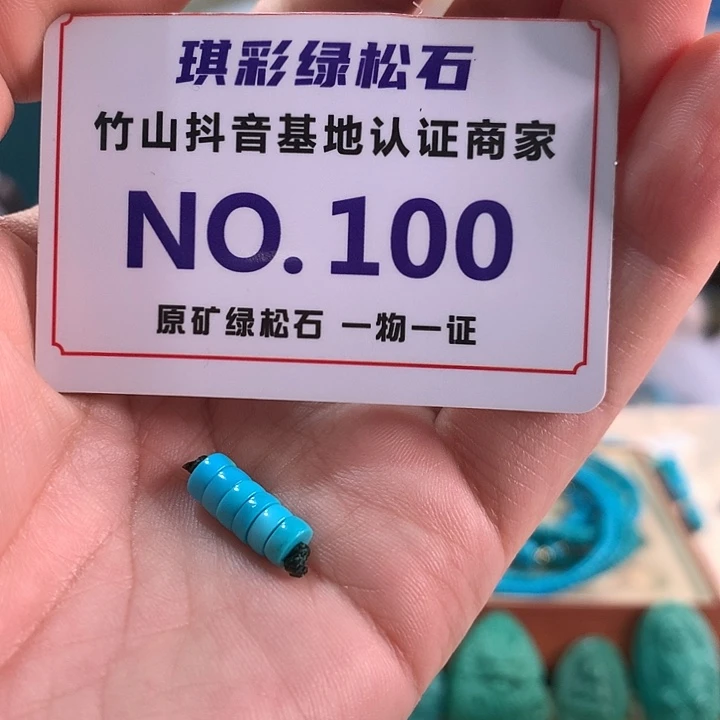 琪彩绿松石
竹山抖音基地认证商家
NO.100
原矿绿松石 一物一证